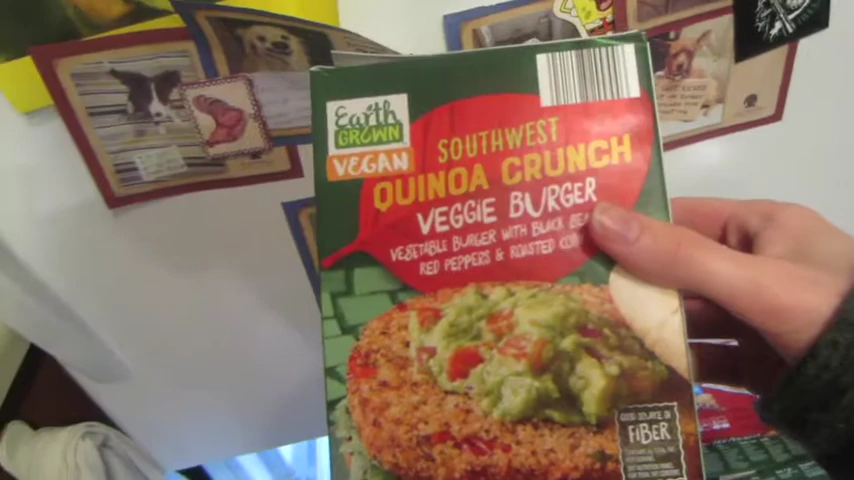 Earth
GROWN
VEGAN
SOUTHWEST
QUINOA CRUNCH
VEGGIE BURGER
VEGETABLE BURGER WITH BLACK
RED PEPPERS & ROASTED
GOOD SOURCE OF
FIBER